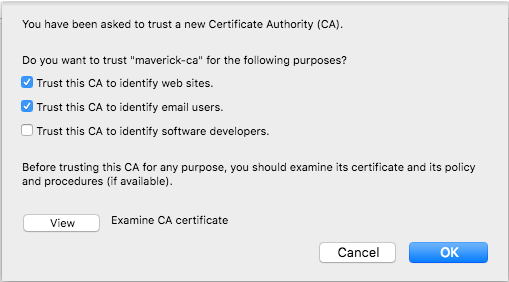 You have been asked to trust a new Certificate Authority (CA).
Do you want to trust "maverick-ca" for the following purposes?
Trust this CA to identify web sites.
Trust this CA to identify email users.
Trust this CA to identify software developers.
Before trusting this CA for any purpose, you should examine its certificate and its policy
and procedures (if available).
View Examine CA certificate
Cancel OK